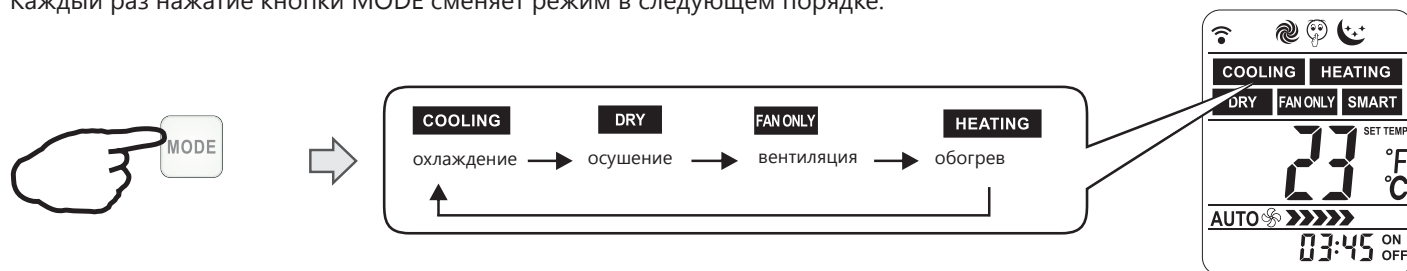 Каждый раз нажатие кнопки MODE сменяет режим в следующем порядке.
MODE
COOLING DRY FAN ONLY HEATING
охлаждение осушение вентиляция обогрев
COOLING HEATING
DRY FAN ONLY SMART
SET TEMP
23 °F
°C
AUTO
03:45 ON
OFF